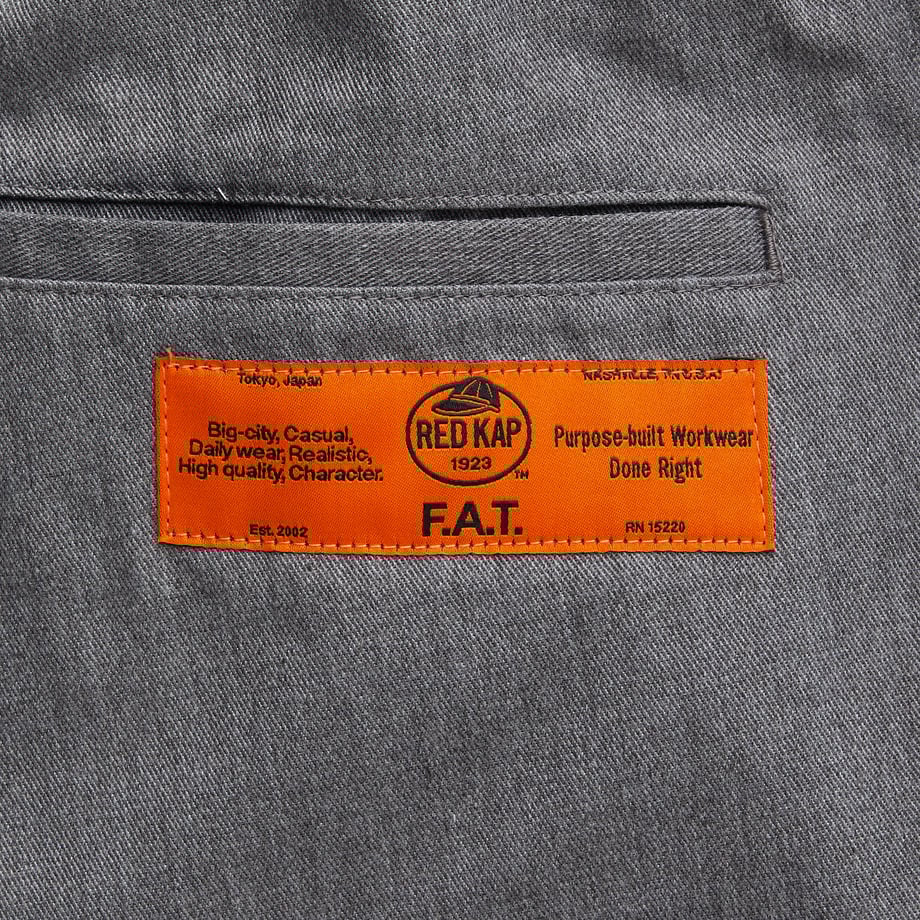 Tokyo, Japan
Big-city, Casual,
Daily wear, Realistic,
High quality, Character.
Est. 2002
RED KAP
1923
TM
F.A.T.
NASHVILLE, TN U.S.A.
Purpose-built Workwear
Done Right
RN 15220